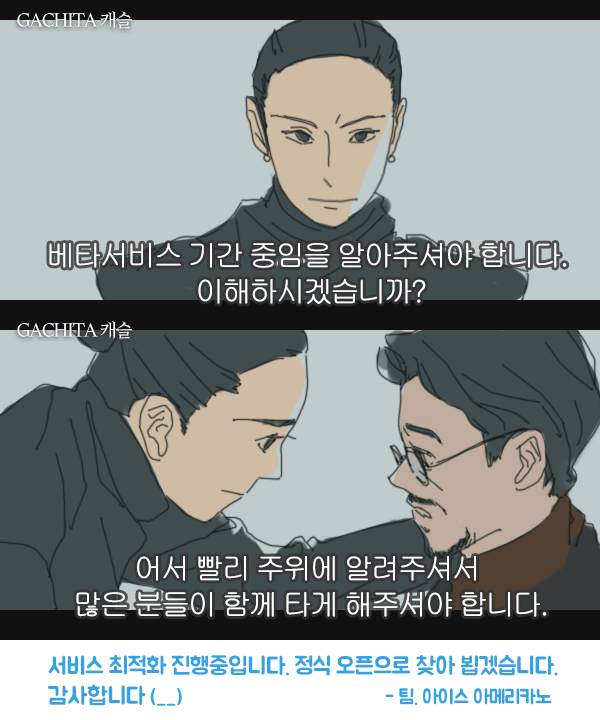 GACHITA 캐슬
베타서비스 기간 중임을 알아주셔야 합니다.
이해하시겠습니까?
GACHITA 캐슬
어서 빨리 주위에 알려주셔서
많은 분들이 함께 타게 해주셔야 합니다.
서비스 최적화 진행중입니다. 정식 오픈으로 찾아 뵙겠습니다.
감사합니다 (__) - 팀. 아이스 아메리카노